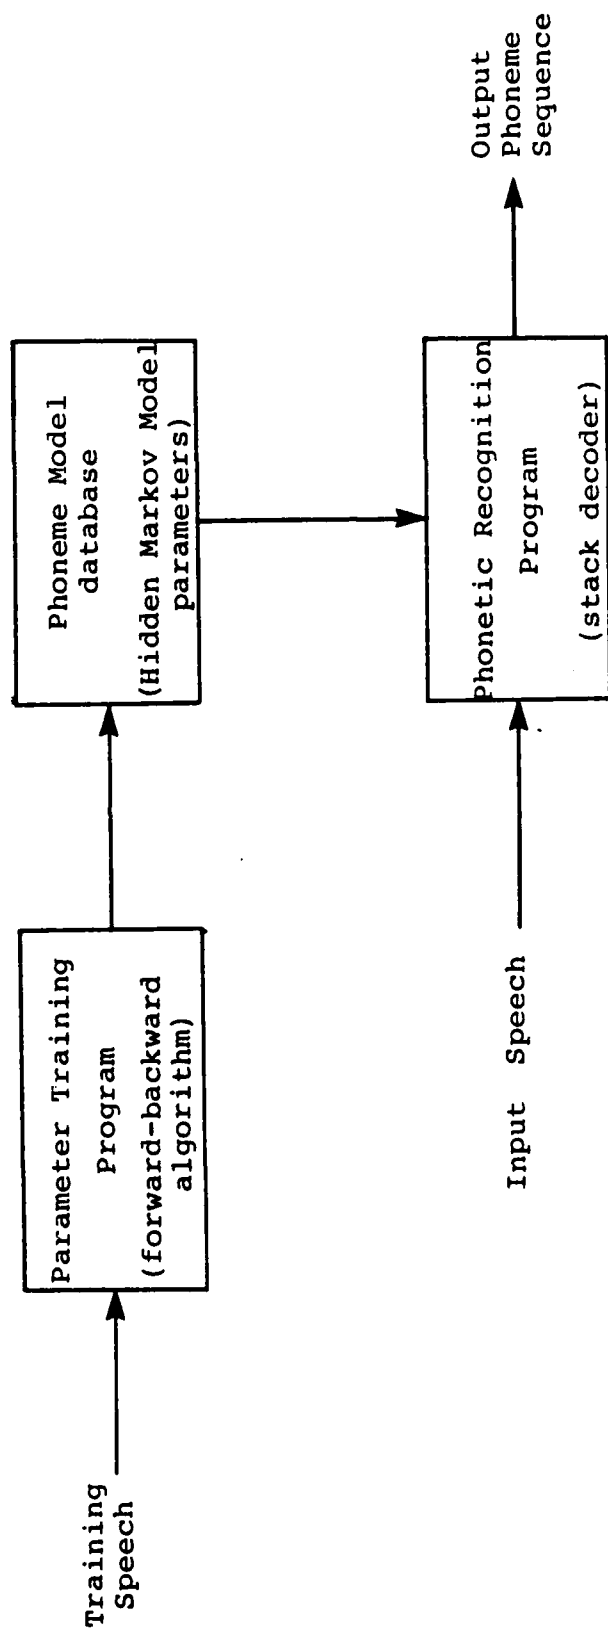 Training
Speech
Parameter Training
Program
(forward-backward
algorithm)
Phoneme Model
database
(Hidden Markov Model
parameters)
Input Speech
Phonetic Recognition
Program
(stack decoder)
Output
Phoneme
Sequence